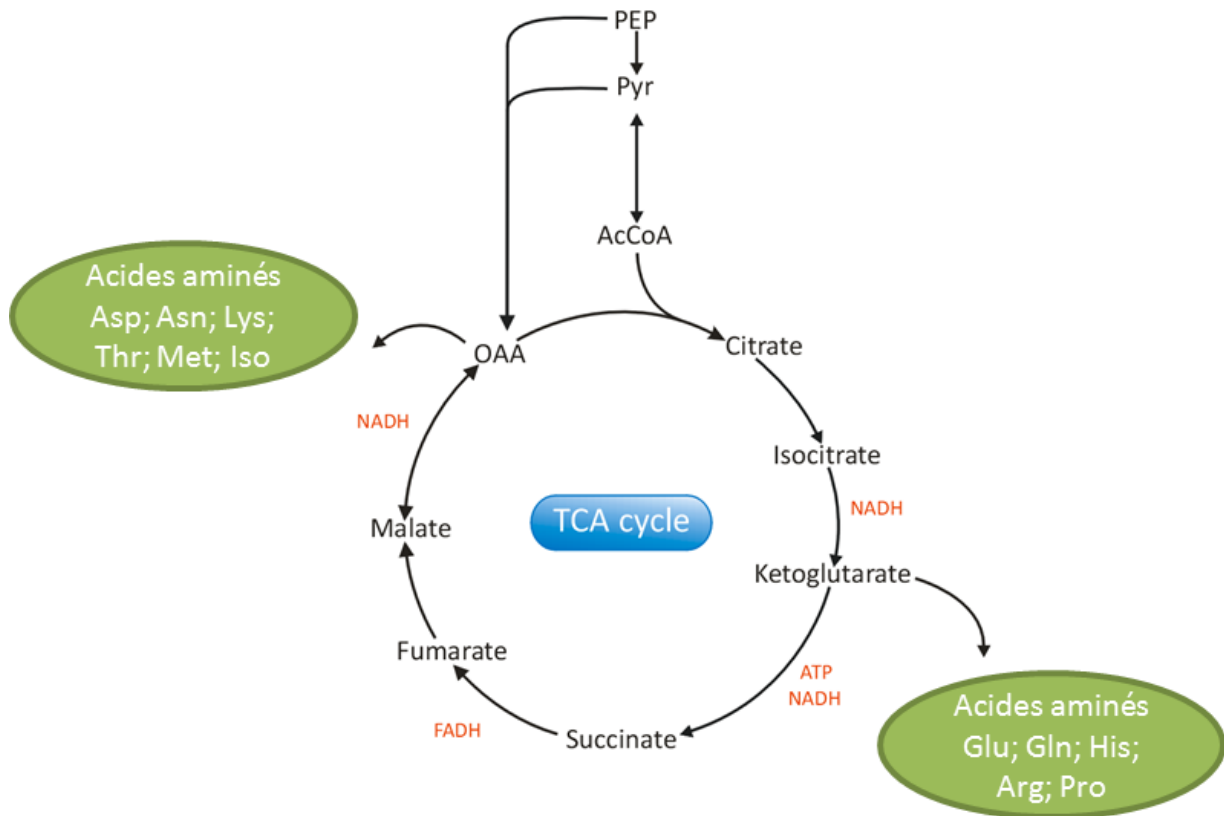 PEP
Pyr
AcCoA
Acides aminés
Asp; Asn; Lys;
Thr; Met; Iso
OAA
Citrate
NADH
Isocitrate
NADH
TCA cycle
Malate
Ketoglutarate
Fumarate
ATP
NADH
FADH
Succinate
Acides aminés
Glu; Gln; His;
Arg; Pro